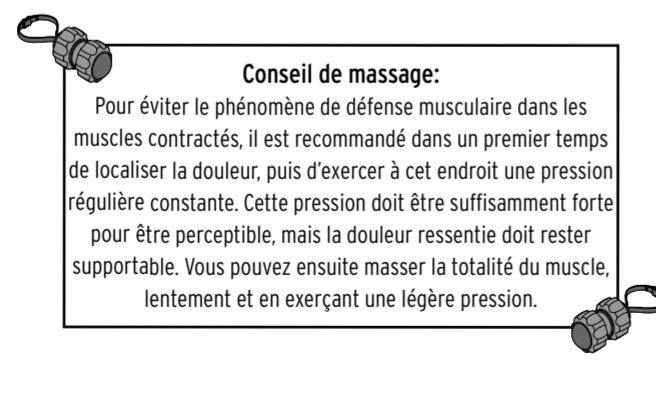 Conseil de massage:
Pour éviter le phénomène de défense musculaire dans les
muscles contractés, il est recommandé dans un premier temps
de localiser la douleur, puis d'exercer à cet endroit une pression
régulière constante. Cette pression doit être suffisamment forte
pour être perceptible, mais la douleur ressentie doit rester
supportable. Vous pouvez ensuite masser la totalité du muscle,
lentement et en exerçant une légère pression.